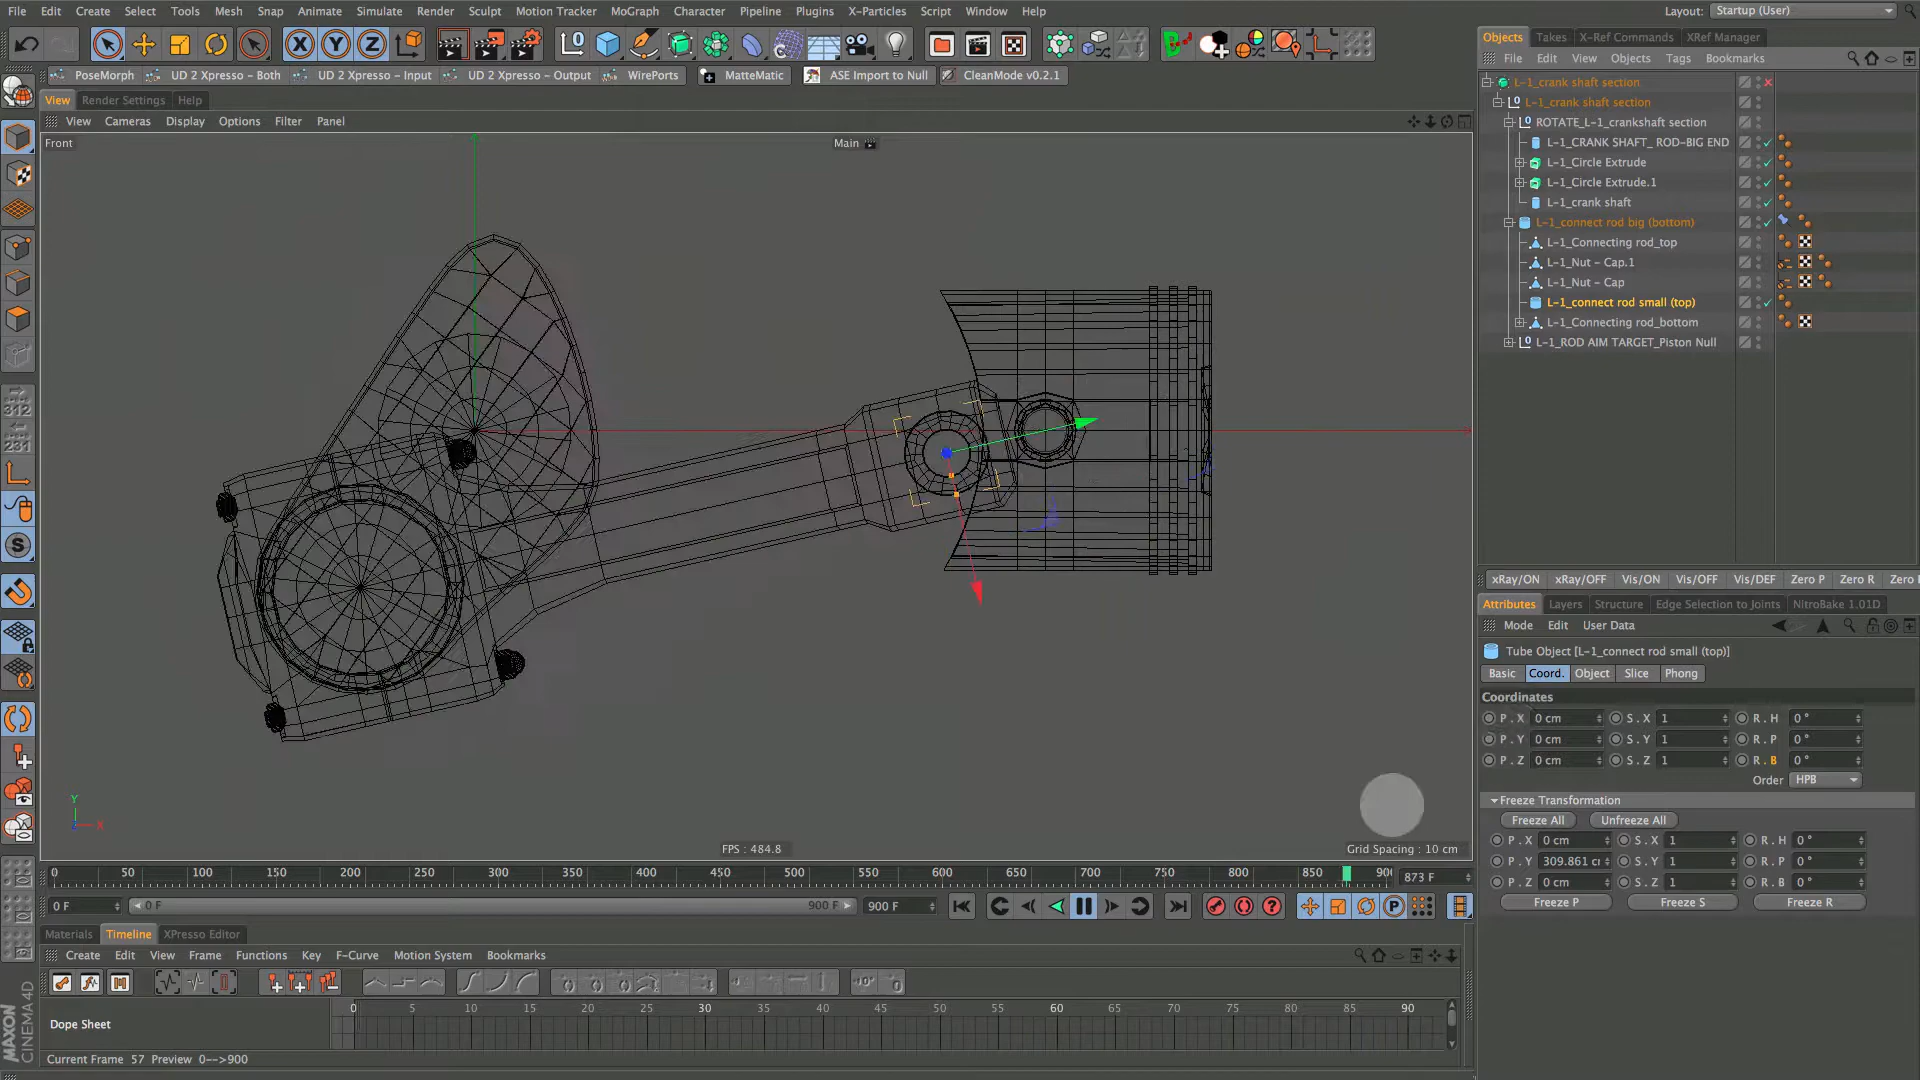 File Edit Create Select Tools Mesh Snap Animate Simulate Render Sculpt Motion Tracker MoGraph Character Pipeline Plugins X-Particles Script Window Help Layout: Startup (User)
X Y Z
PoseMorph UD 2 Xpresso - Both UD 2 Xpresso - Input UD 2 Xpresso - Output WirePorts MatteMatic ASE Import to Null CleanMode v0.2.1
View Render Settings Help
View Cameras Display Options Filter Panel
Front Main
FPS : 484.8 Grid Spacing : 10 cm
Y
X
Z
312
231
S
0 50 100 150 200 250 300 350 400 450 500 550 600 650 700 750 800 850 90 873 F
0 F 0 F 900 F 900 F P
Materials Timeline XPresso Editor
Create Edit View Frame Functions Key F-Curve Motion System Bookmarks
0 5 10 15 20 25 30 35 40 45 50 55 60 65 70 75 80 85 90
Dope Sheet
Current Frame 57 Preview 0-->900
MAXON
CINEMA4D
Objects Takes X-Ref Commands XRef Manager
File Edit View Objects Tags Bookmarks
L-1_crank shaft section
L-1_crank shaft section
ROTATE_L-1_crankshaft section
L-1_CRANK SHAFT_ ROD-BIG END
L-1_Circle Extrude
L-1_Circle Extrude.1
L-1_crank shaft
L-1_connect rod big (bottom)
L-1_Connecting rod_top
L-1_Nut - Cap.1
L-1_Nut - Cap
L-1_connect rod small (top)
L-1_Connecting rod_bottom
L-1_ROD AIM TARGET_Piston Null
xRay/ON xRay/OFF Vis/ON Vis/OFF Vis/DEF Zero P Zero R Zero
Attributes Layers Structure Edge Selection to Joints NitroBake 1.01D
Mode Edit User Data
Tube Object [L-1_connect rod small (top)]
Basic Coord. Object Slice Phong
Coordinates
P . X 0 cm S . X 1 R . H 0 °
P . Y 0 cm S . Y 1 R . P 0 °
P . Z 0 cm S . Z 1 R . B 0 °
Order HPB
Freeze Transformation
Freeze All Unfreeze All
P . X 0 cm S . X 1 R . H 0 °
P . Y 309.861 c S . Y 1 R . P 0 °
P . Z 0 cm S . Z 1 R . B 0 °
Freeze P Freeze S Freeze R